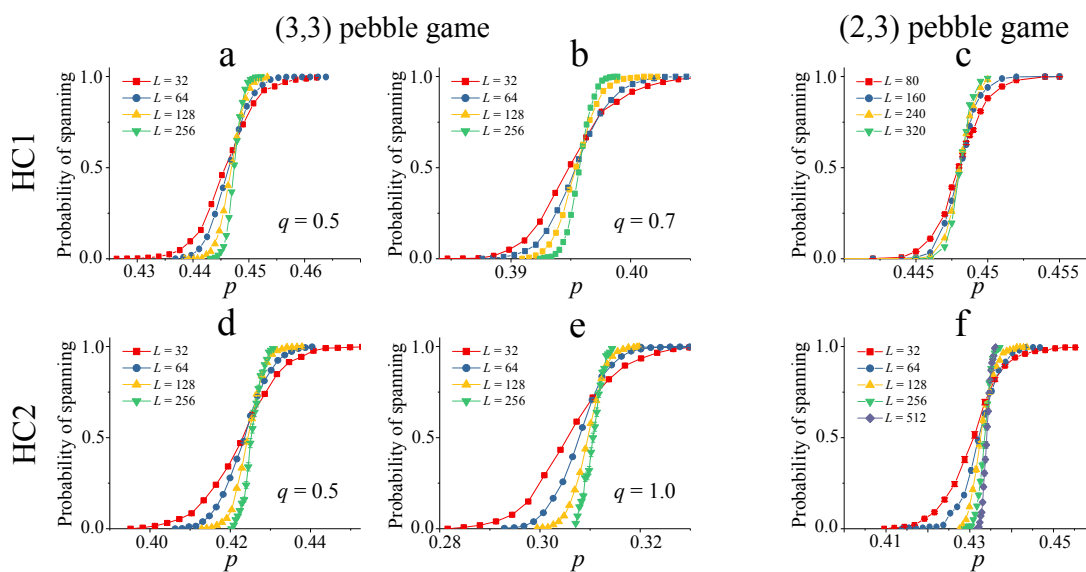 (3,3) pebble game
(2,3) pebble game
HC1
a
Probability of spanning
1.0
0.5
0.0
L = 32
L = 64
L = 128
L = 256
q = 0.5
0.43 0.44 0.45 0.46
p
b
Probability of spanning
1.0
0.5
0.0
L = 32
L = 64
L = 128
L = 256
q = 0.7
0.39 0.40
p
c
Probability of spanning
1.0
0.5
0.0
L = 80
L = 160
L = 240
L = 320
0.445 0.45 0.455
p
HC2
d
Probability of spanning
1.0
0.5
0.0
L = 32
L = 64
L = 128
L = 256
q = 0.5
0.40 0.42 0.44
p
e
Probability of spanning
1.0
0.5
0.0
L = 32
L = 64
L = 128
L = 256
q = 1.0
0.28 0.30 0.32
p
f
Probability of spanning
1.0
0.5
0.0
L = 32
L = 64
L = 128
L = 256
L = 512
0.41 0.43 0.45
p